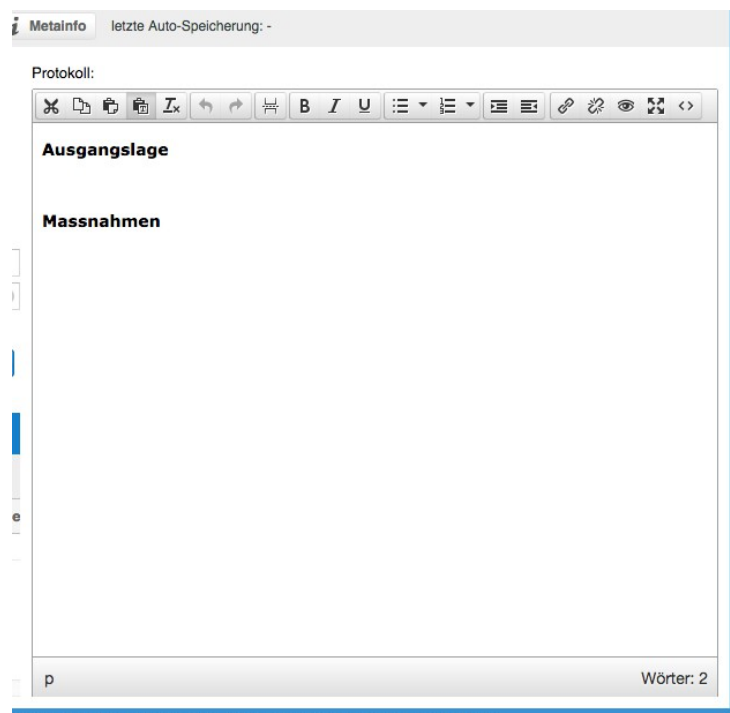 i Metainfo letzte Auto-Speicherung: -
Protokoll:
B I U
Ausgangslage
Massnahmen
e
p Wörter: 2